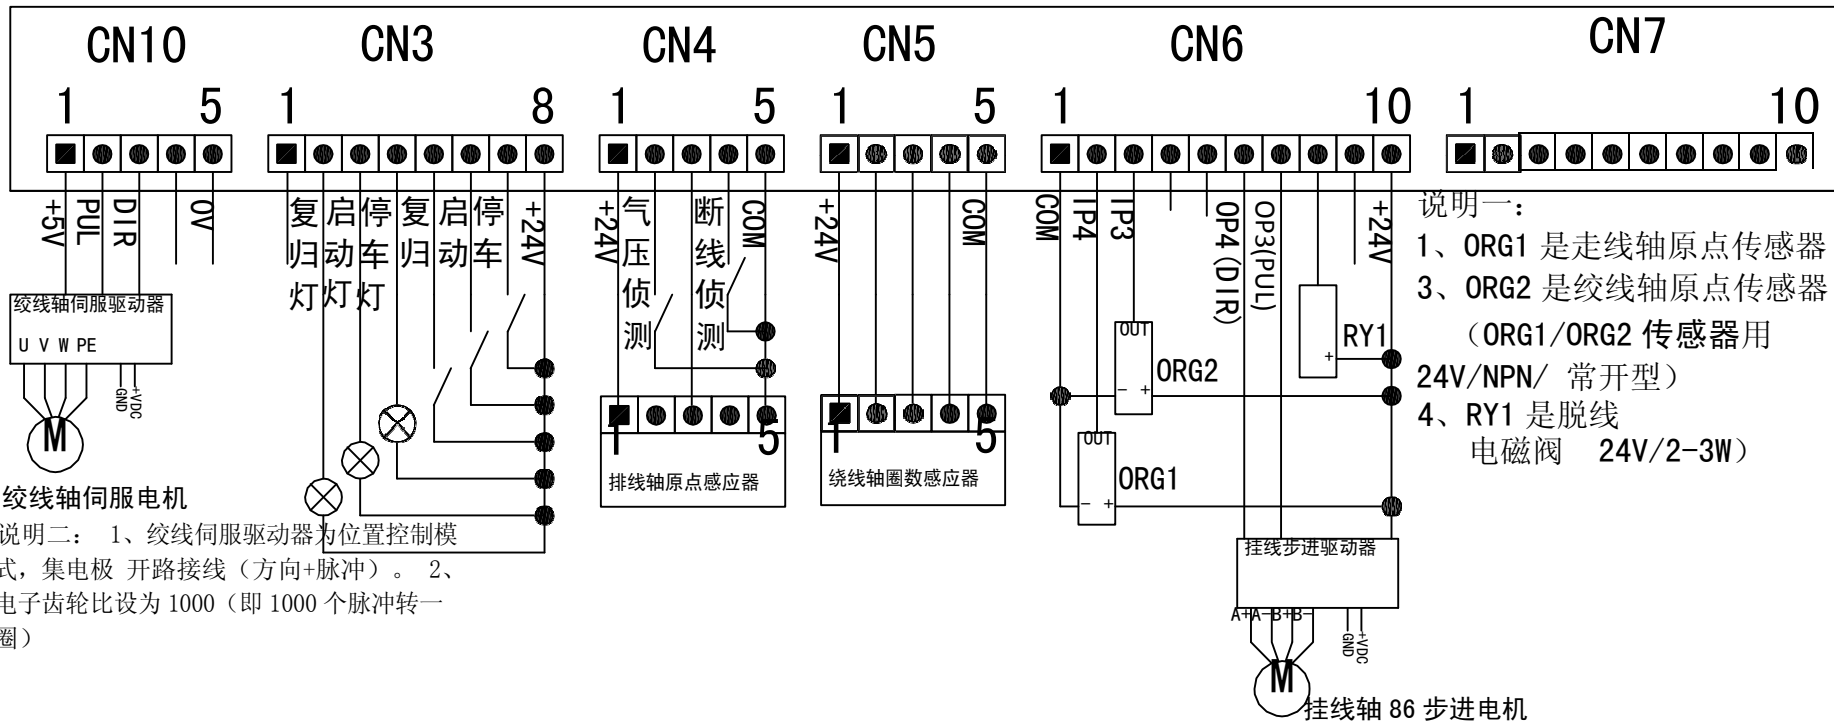 CN10 CN3 CN4 CN5 CN6 CN7
1 5 1 8 1 5 1 5 1 10 1 10
+5V PUL DIR 0V
复归灯 启动灯 停车灯 复归 启动 停车 +24V
+24V 气压侦测 断线侦测 COM
+24V COM
COM IP4 IP3 OP4(DIR) OP3(PUL) +24V
绞线轴伺服驱动器
U V W PE
GND +VDC
M
绞线轴伺服电机
说明二： 1、绞线伺服驱动器为位置控制模
式，集电极 开路接线（方向+脉冲）。 2、
电子齿轮比设为 1000（即 1000 个脉冲转一
圈）
1 5
排线轴原点感应器
1 5
绕线轴圈数感应器
OUT
ORG2
- +
OUT
ORG1
- +
RY1
+
挂线步进驱动器
A+A-B+B-
GND +VDC
M
挂线轴 86 步进电机
说明一：
1、ORG1 是走线轴原点传感器
3、ORG2 是绞线轴原点传感器
（ORG1/ORG2 传感器用
24V/NPN/ 常开型）
4、RY1 是脱线
电磁阀 24V/2-3W）